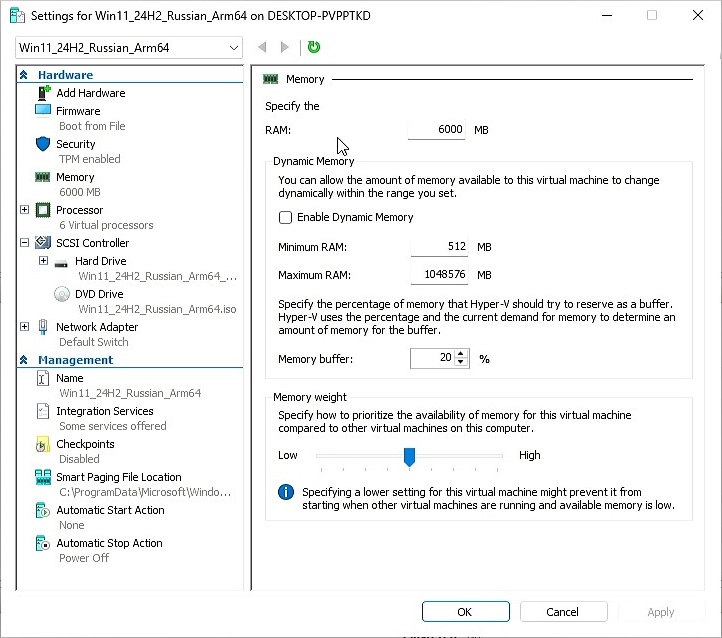 Settings for Win11_24H2_Russian_Arm64 on DESKTOP-PVPPTKD
Win11_24H2_Russian_Arm64
Hardware
Add Hardware
Firmware
Boot from File
Security
TPM enabled
Memory
6000 MB
Processor
6 Virtual processors
SCSI Controller
Hard Drive
Win11_24H2_Russian_Arm64_...
DVD Drive
Win11_24H2_Russian_Arm64.iso
Network Adapter
Default Switch
Management
Name
Win11_24H2_Russian_Arm64
Integration Services
Some services offered
Checkpoints
Disabled
Smart Paging File Location
C:\ProgramData\Microsoft\Windo...
Automatic Start Action
None
Automatic Stop Action
Power Off
Memory
Specify the
RAM: 6000 MB
Dynamic Memory
You can allow the amount of memory available to this virtual machine to change
dynamically within the range you set.
Enable Dynamic Memory
Minimum RAM: 512 MB
Maximum RAM: 1048576 MB
Specify the percentage of memory that Hyper-V should try to reserve as a buffer.
Hyper-V uses the percentage and the current demand for memory to determine an
amount of memory for the buffer.
Memory buffer: 20 %
Memory weight
Specify how to prioritize the availability of memory for this virtual machine
compared to other virtual machines on this computer.
Low High
Specifying a lower setting for this virtual machine might prevent it from
starting when other virtual machines are running and available memory is low.
OK Cancel Apply